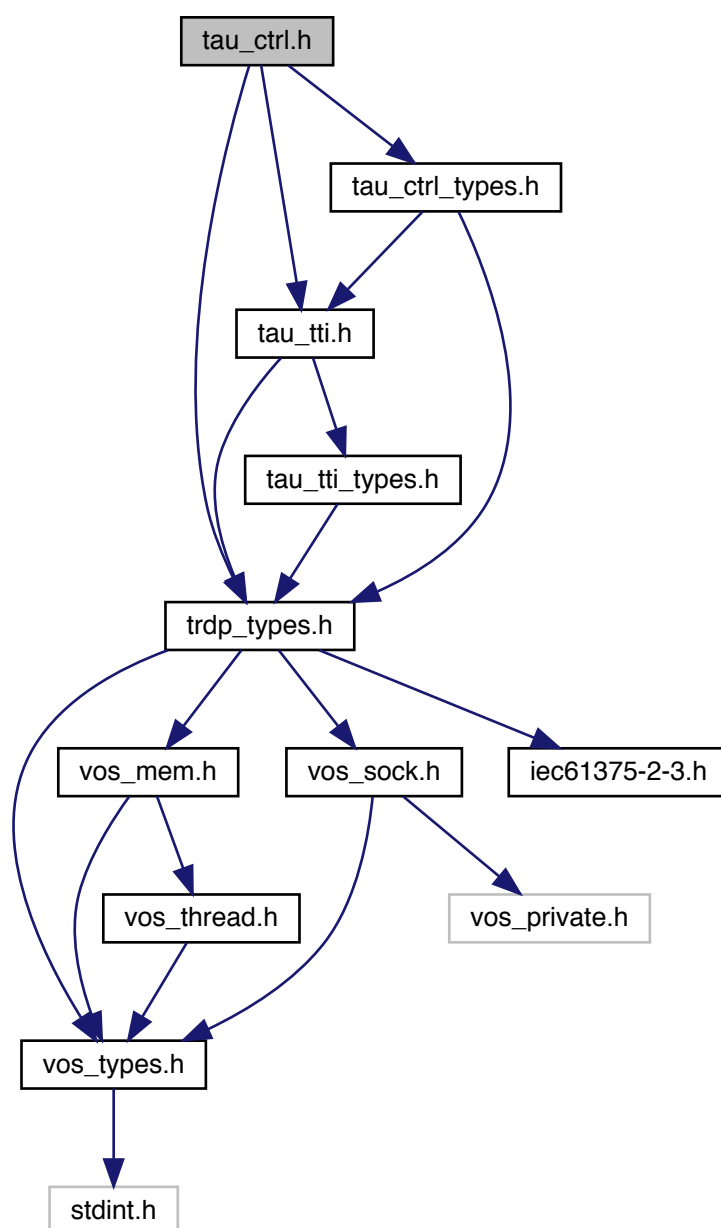 tau_ctrl.h
tau_ctrl_types.h
tau_tti.h
tau_tti_types.h
trdp_types.h
vos_mem.h
vos_sock.h
iec61375-2-3.h
vos_thread.h
vos_private.h
vos_types.h
stdint.h